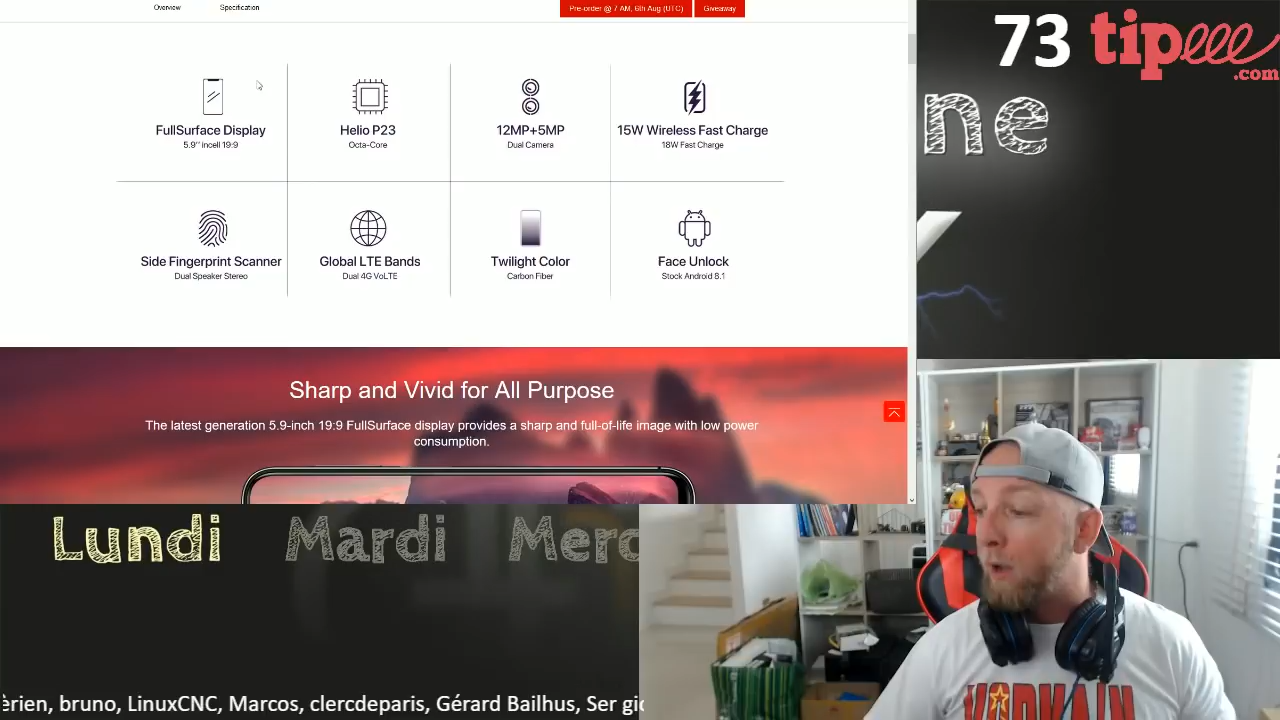 Overview Specification Pre-order @ 7 AM, 6th Aug (UTC) Giveaway
73 tipeee
.com
ne
FullSurface Display
5.9'' incell 19:9
Helio P23
Octa-Core
12MP+5MP
Dual Camera
15W Wireless Fast Charge
18W Fast Charge
Side Fingerprint Scanner
Dual Speaker Stereo
Global LTE Bands
Dual 4G VoLTE
Twilight Color
Carbon Fiber
Face Unlock
Stock Android 8.1
Sharp and Vivid for All Purpose
The latest generation 5.9-inch 19:9 FullSurface display provides a sharp and full-of-life image with low power
consumption.
Lundi Mardi Merc
èrien, bruno, LinuxCNC, Marcos, clercdeparis, Gérard Bailhus, Ser gi